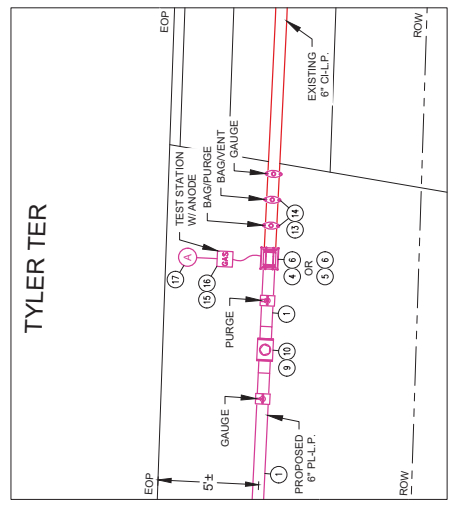 TYLER TER
EOP
EOP
ROW
ROW
5'±
GAUGE
PURGE
TEST STATION
W/ ANODE
BAG/PURGE
BAG/VENT
GAUGE
EXISTING
6" CI-L.P.
PROPOSED
6" PL-L.P.
A
GAS
17
15 16
13 14
4 6
OR
5 6
1
9 10
1